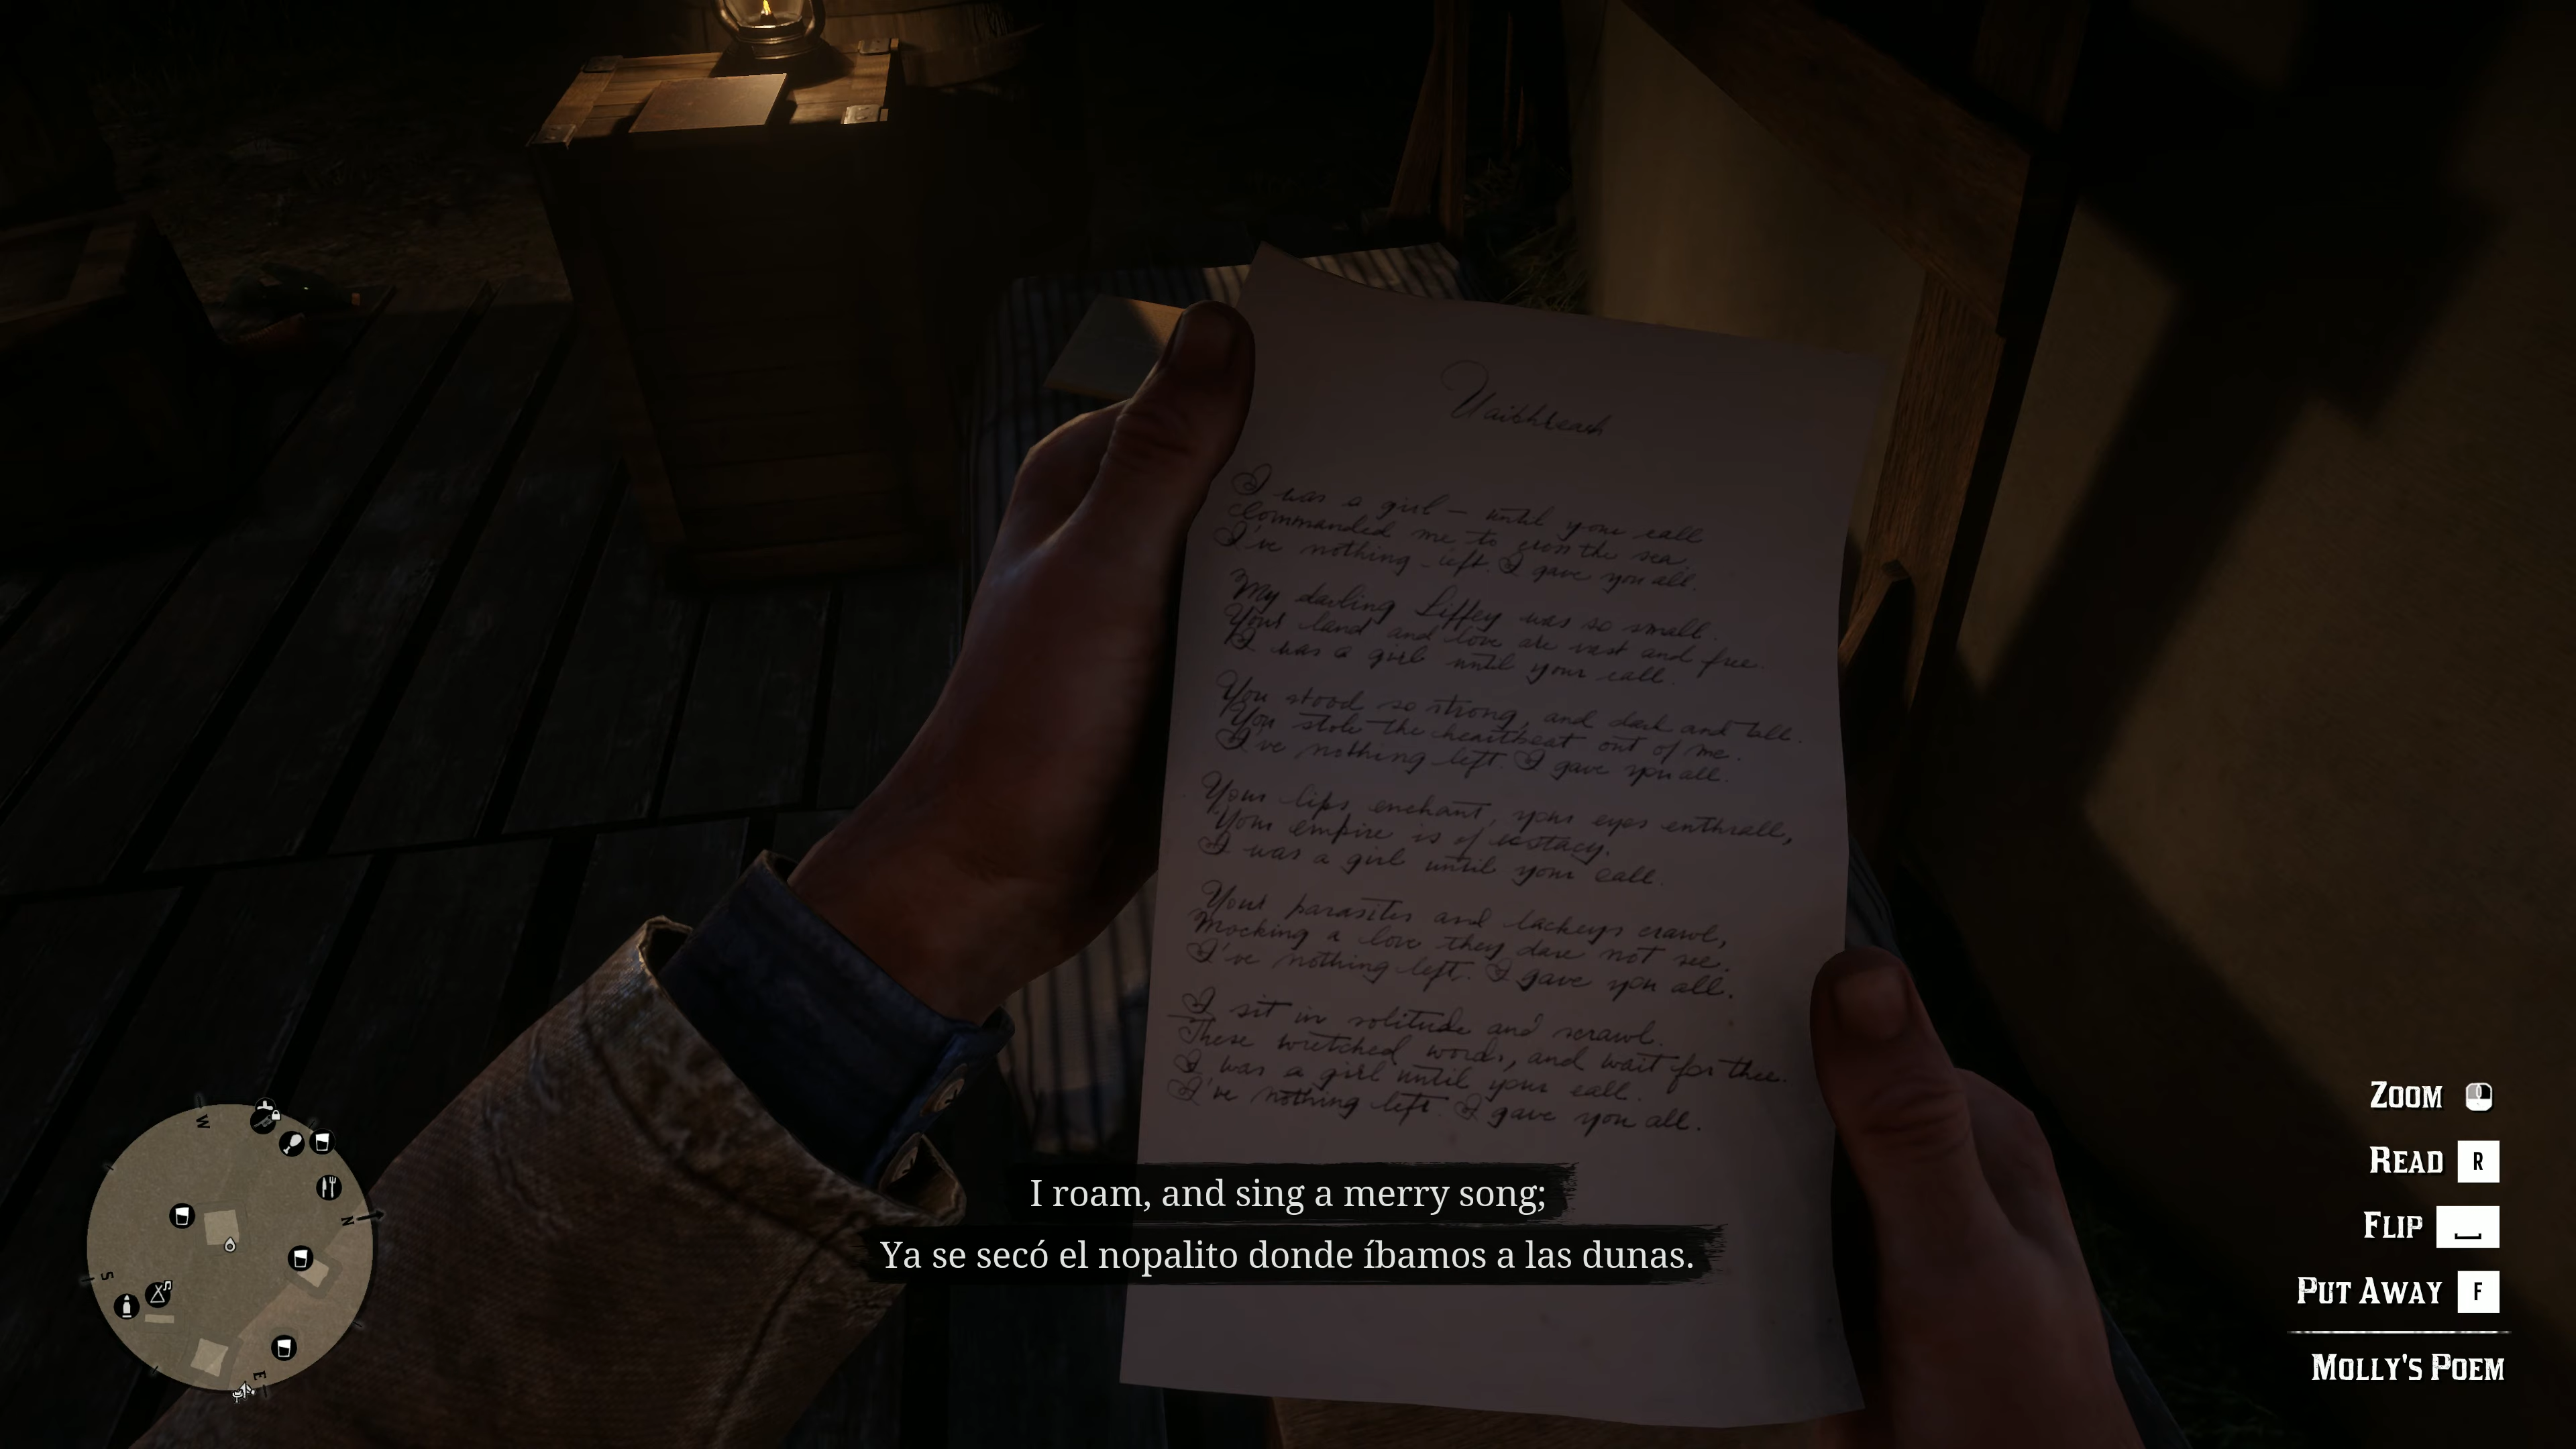 Uaibhreach
I was a girl – until your call
Commanded me to cross the sea.
I've nothing left. I gave you all.
My darling Liffey was so small.
Your land and love are vast and free.
I was a girl until your call.
You stood so strong, and dark and tall.
You stole the heartbeat out of me.
I've nothing left. I gave you all.
Your lips enchant, your eyes enthrall,
Your empire is of ecstacy.
I was a girl until your call.
Your parasites and lackeys crawl,
Mocking a love they dare not see.
I've nothing left. I gave you all.
I sit in solitude and scrawl.
These wretched words, and wait for thee.
I was a girl until your call.
I've nothing left. I gave you all.
I roam, and sing a merry song;
Ya se secó el nopalito donde íbamos a las dunas.
W
N
S
E
ZOOM
READ R
FLIP
PUT AWAY F
MOLLY'S POEM